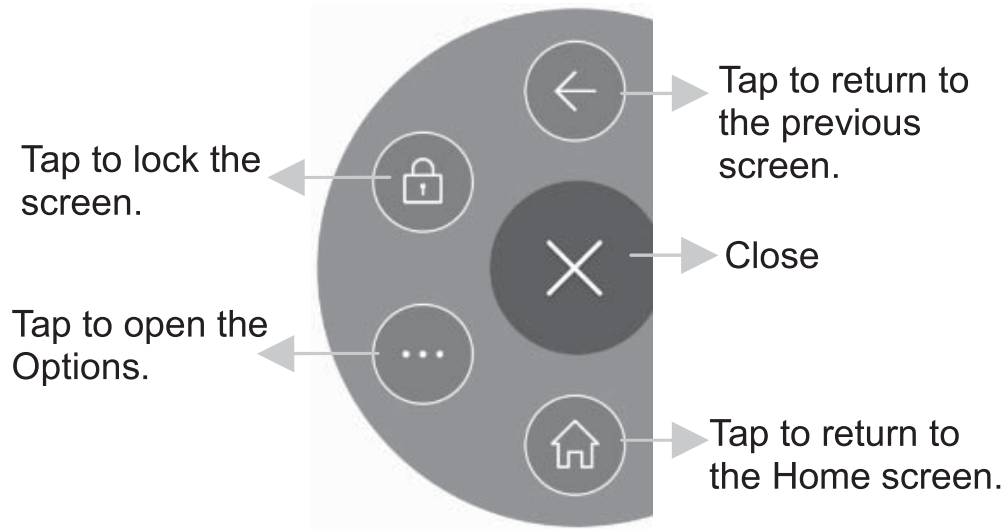 Tap to return to
the previous
screen.
Tap to lock the
screen.
Close
Tap to open the
Options.
Tap to return to
the Home screen.